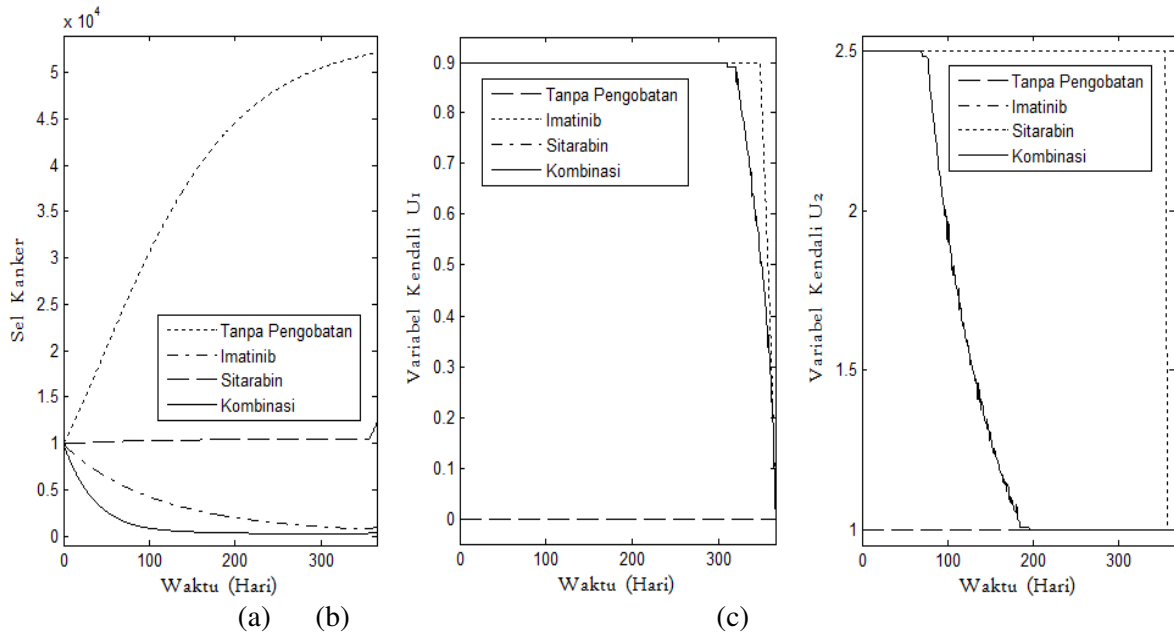 x 10⁴
5
4.5
4
3.5
3
2.5
2
1.5
1
0.5
0
Sel Kanker
Tanpa Pengobatan
Imatinib
Sitarabin
Kombinasi
0 100 200 300
Waktu (Hari)
0.9
0.8
0.7
0.6
0.5
0.4
0.3
0.2
0.1
0
Variabel Kendali U₁
Tanpa Pengobatan
Imatinib
Sitarabin
Kombinasi
0 100 200 300
Waktu (Hari)
2.5
2
1.5
1
Variabel Kendali U₂
Tanpa Pengobatan
Imatinib
Sitarabin
Kombinasi
0 100 200 300
Waktu (Hari)
(a) (b) (c)